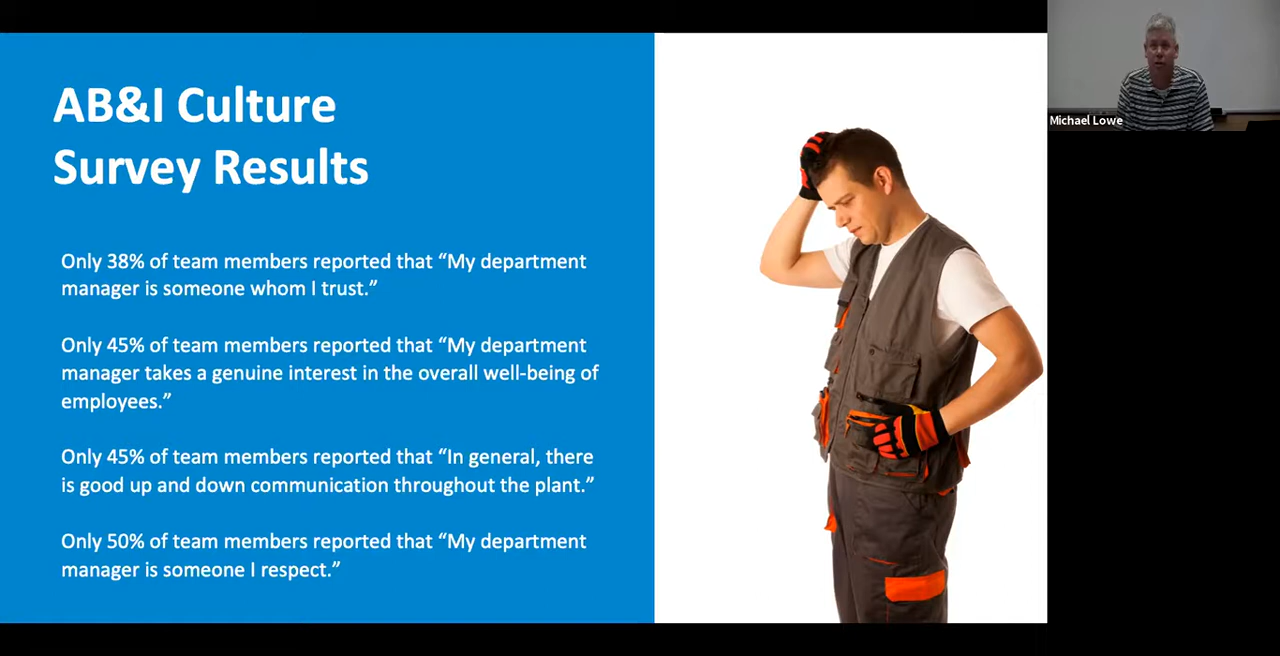 AB&I Culture
Survey Results
Only 38% of team members reported that “My department
manager is someone whom I trust.”
Only 45% of team members reported that “My department
manager takes a genuine interest in the overall well-being of
employees.”
Only 45% of team members reported that “In general, there
is good up and down communication throughout the plant.”
Only 50% of team members reported that “My department
manager is someone I respect.”
Michael Lowe